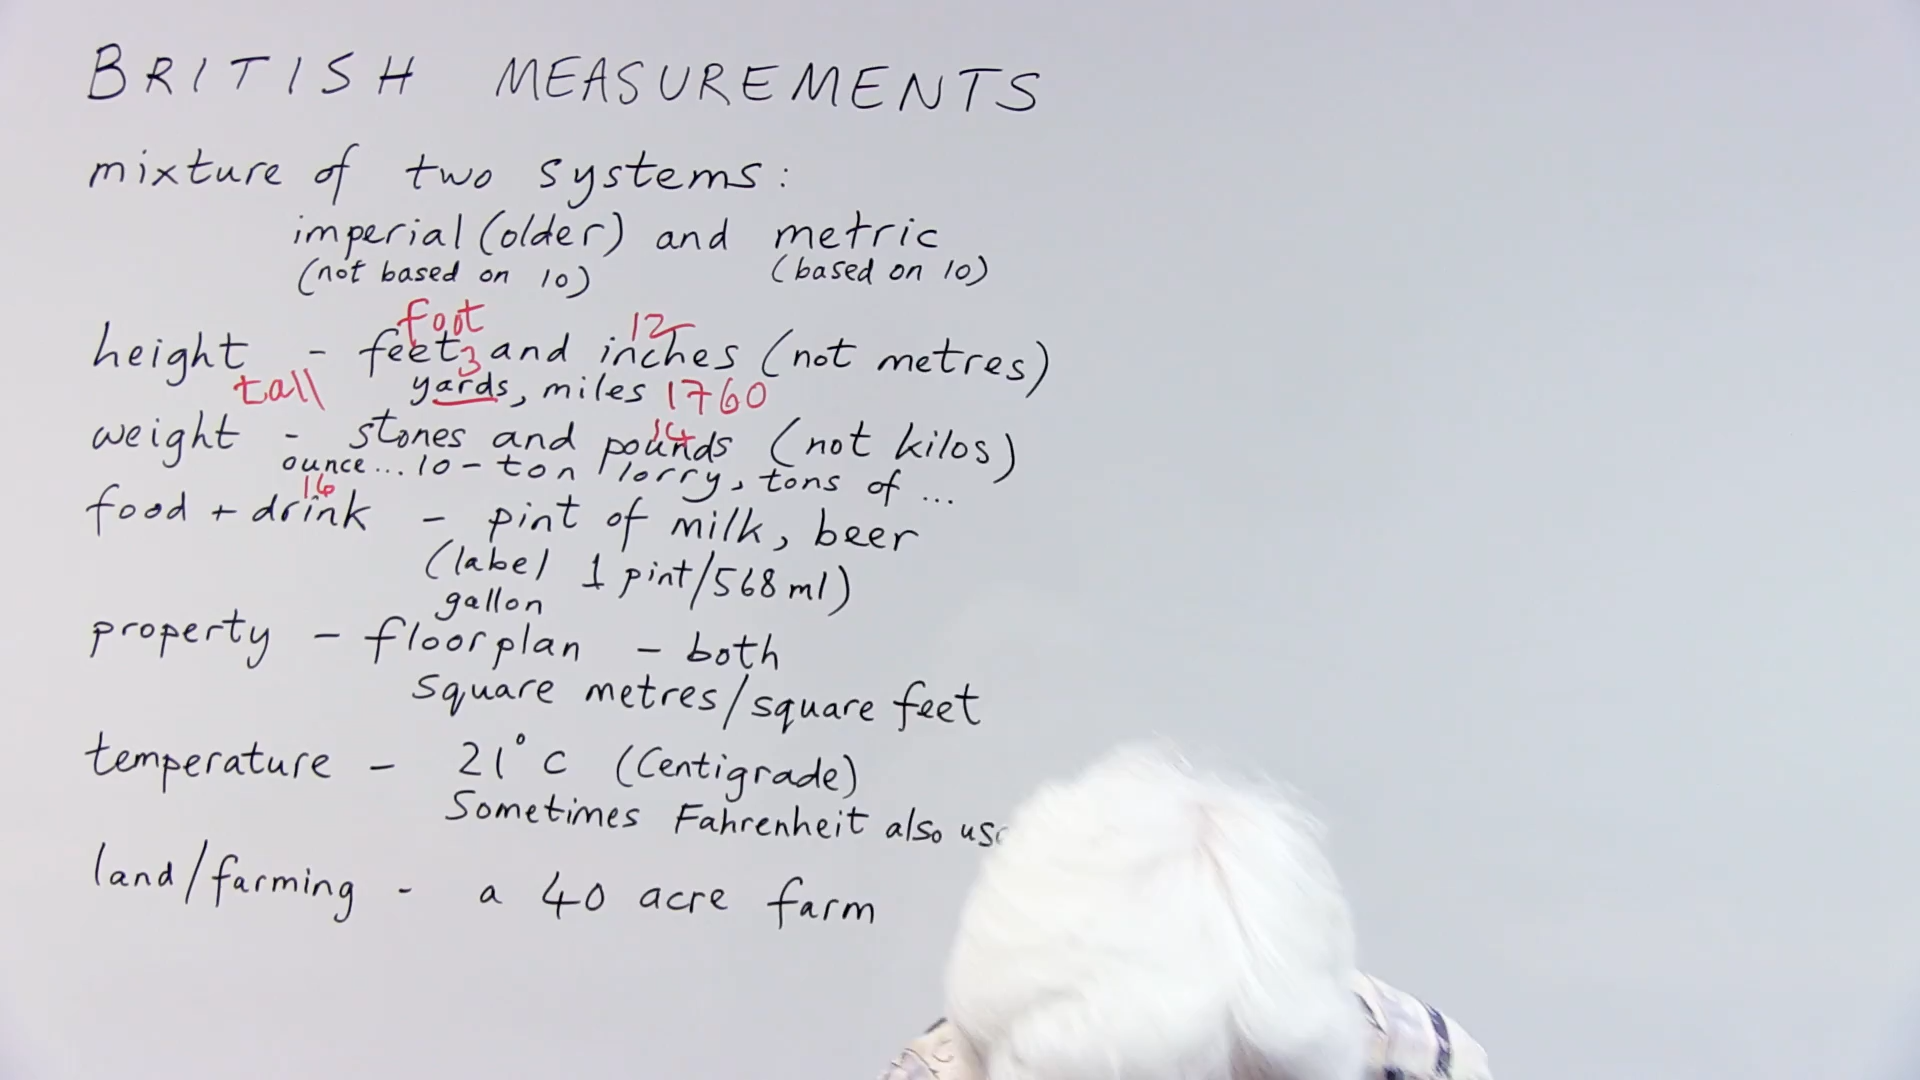 BRITISH MEASUREMENTS
mixture of two systems:
imperial (older) and metric
(not based on 10) (based on 10)
foot 12
height - feet 3 and inches (not metres)
tall yards, miles 1760
14
weight - stones and pounds (not kilos)
ounce... 10-ton lorry, tons of ...
16
food + drink - pint of milk, beer
(label 1 pint/568 ml)
gallon
property - floorplan - both
square metres/square feet
temperature - 21°C (Centigrade)
Sometimes Fahrenheit also
land/farming - a 40 acre farm